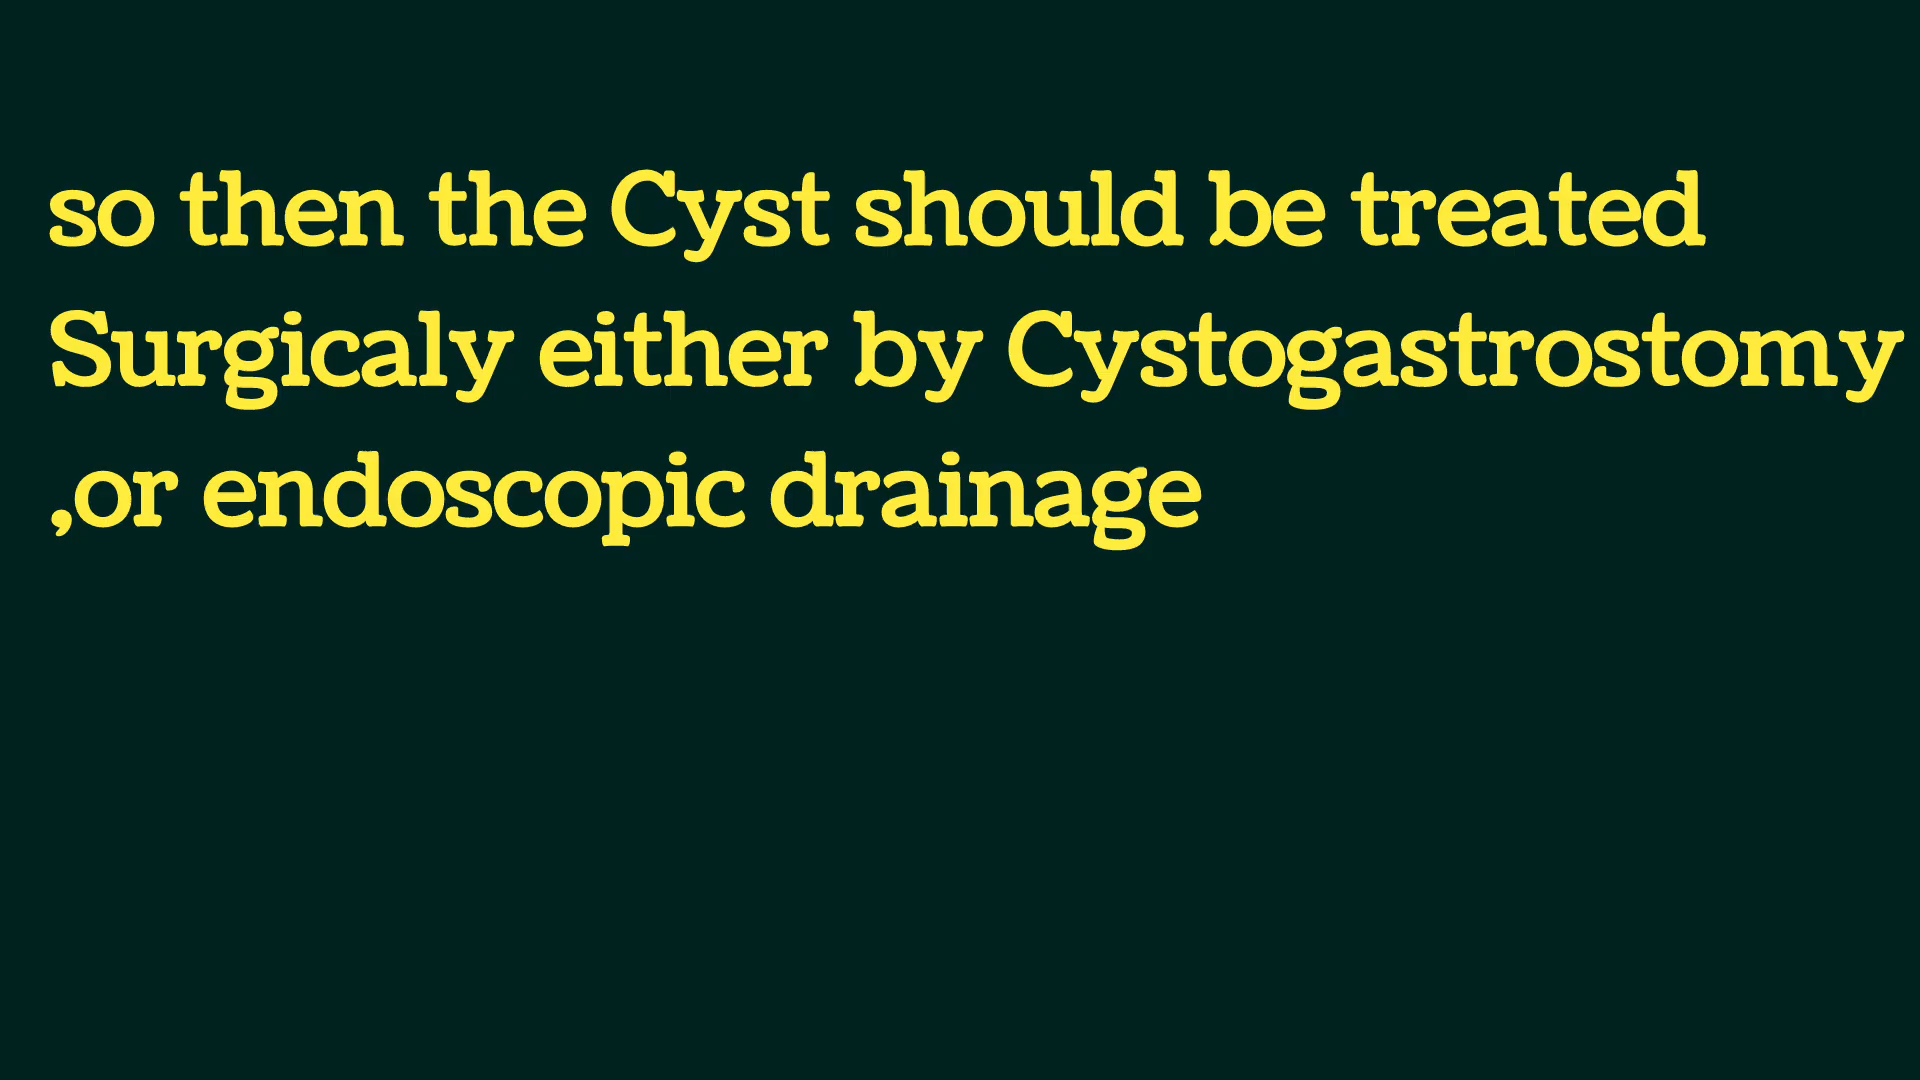 so then the Cyst should be treated
Surgicaly either by Cystogastrostomy
,or endoscopic drainage